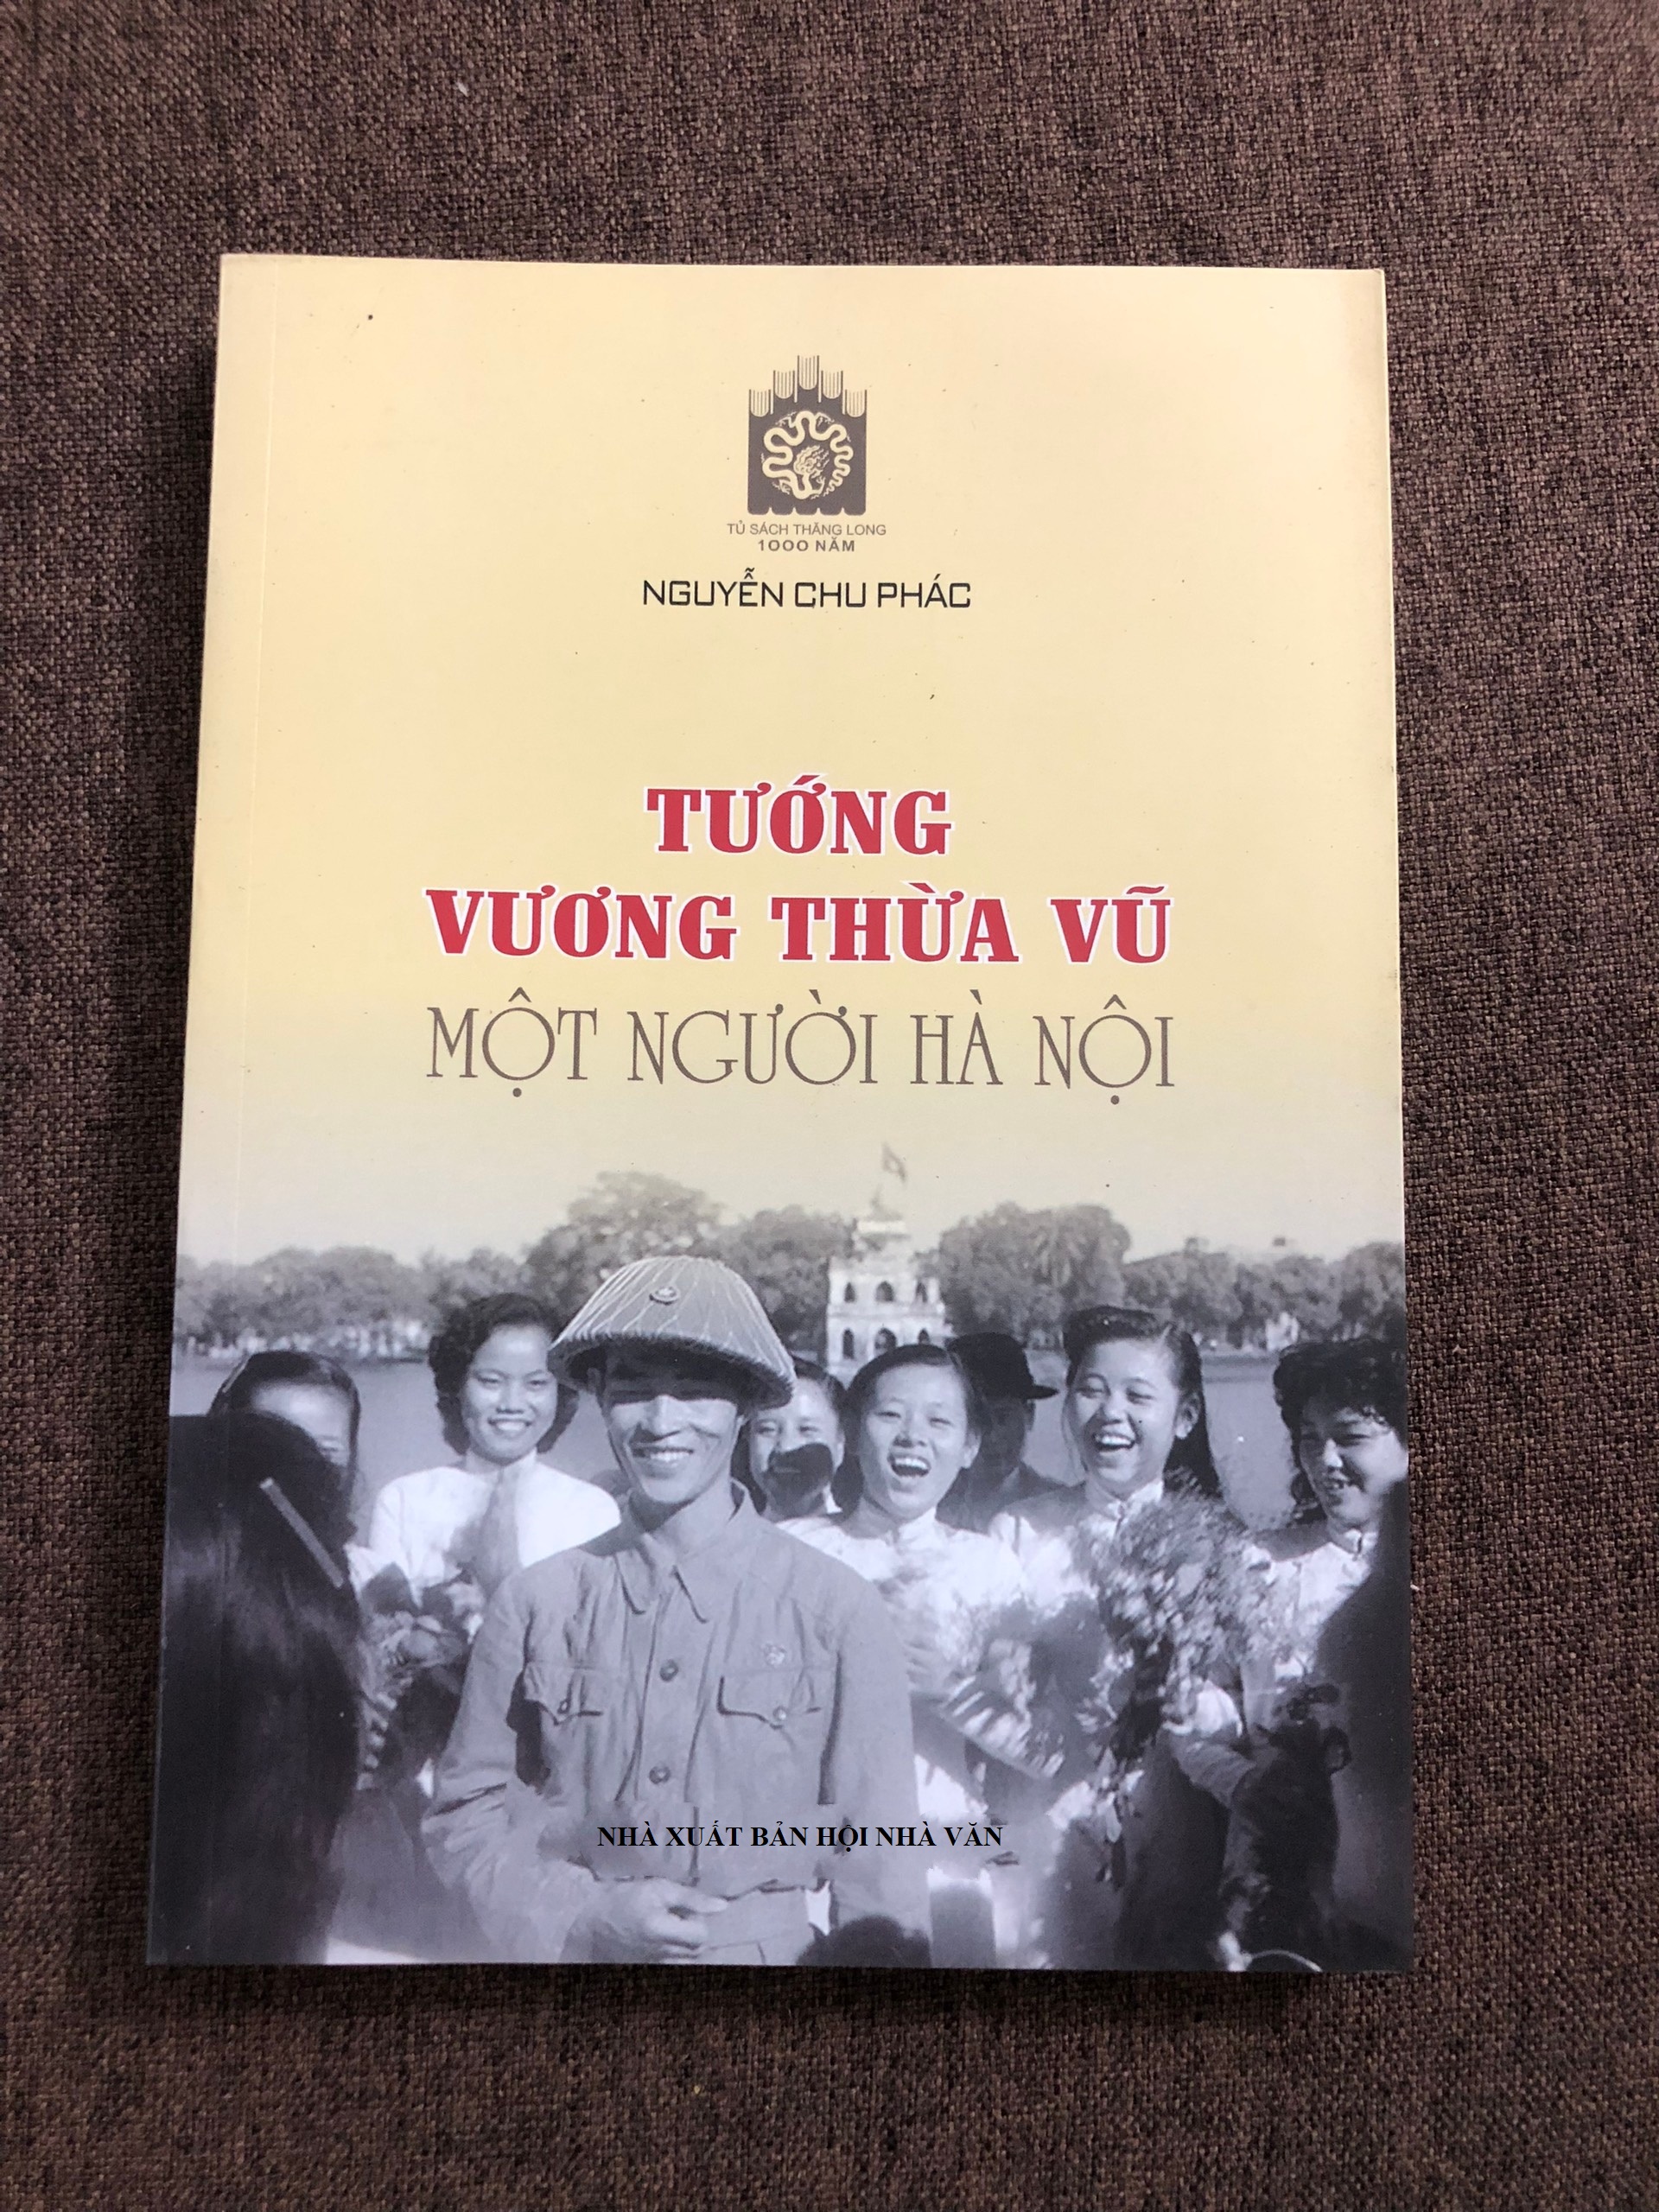 TỦ SÁCH THĂNG LONG
1000 NĂM
NGUYỄN CHU PHÁC
TƯỚNG
VƯƠNG THỪA VŨ
MỘT NGƯỜI HÀ NỘI
NHÀ XUẤT BẢN HỘI NHÀ VĂN